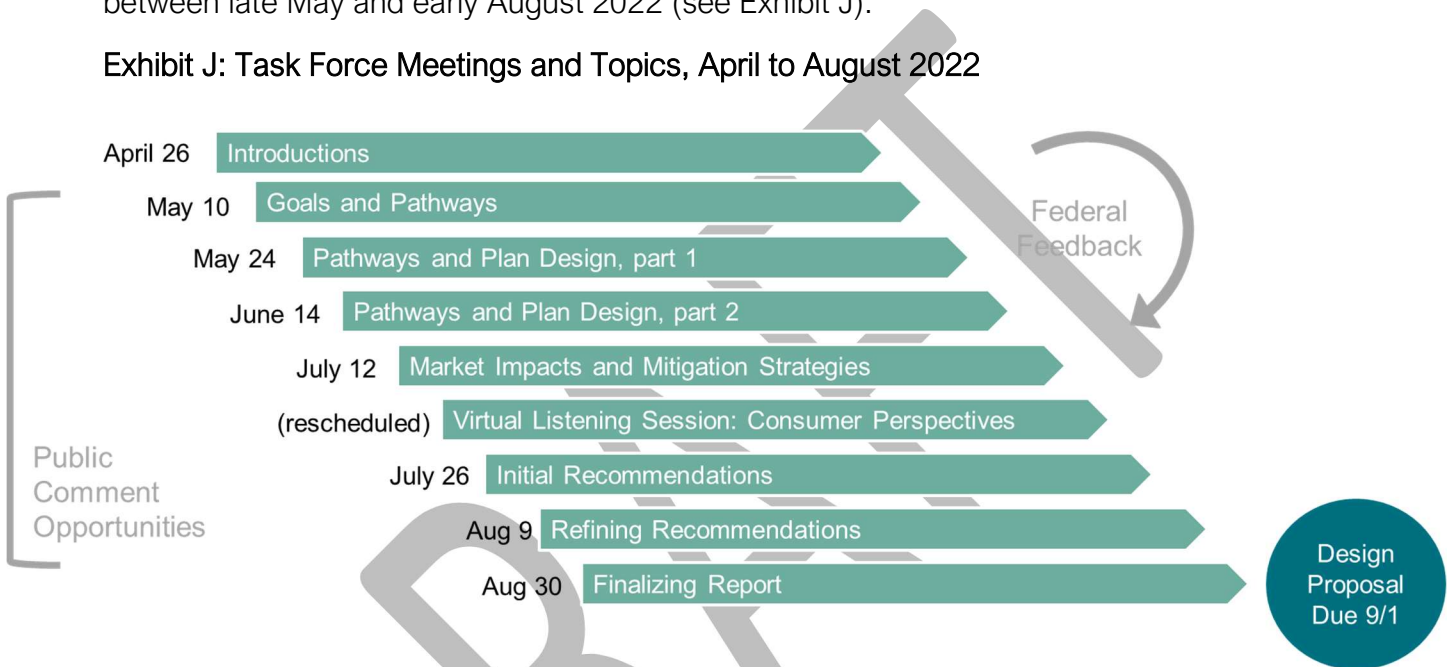 between late May and early August 2022 (see Exhibit J).
Exhibit J: Task Force Meetings and Topics, April to August 2022
April 26 Introductions
May 10 Goals and Pathways
May 24 Pathways and Plan Design, part 1
June 14 Pathways and Plan Design, part 2
July 12 Market Impacts and Mitigation Strategies
(rescheduled) Virtual Listening Session: Consumer Perspectives
July 26 Initial Recommendations
Aug 9 Refining Recommendations
Aug 30 Finalizing Report
Federal
Feedback
Public
Comment
Opportunities
Design
Proposal
Due 9/1